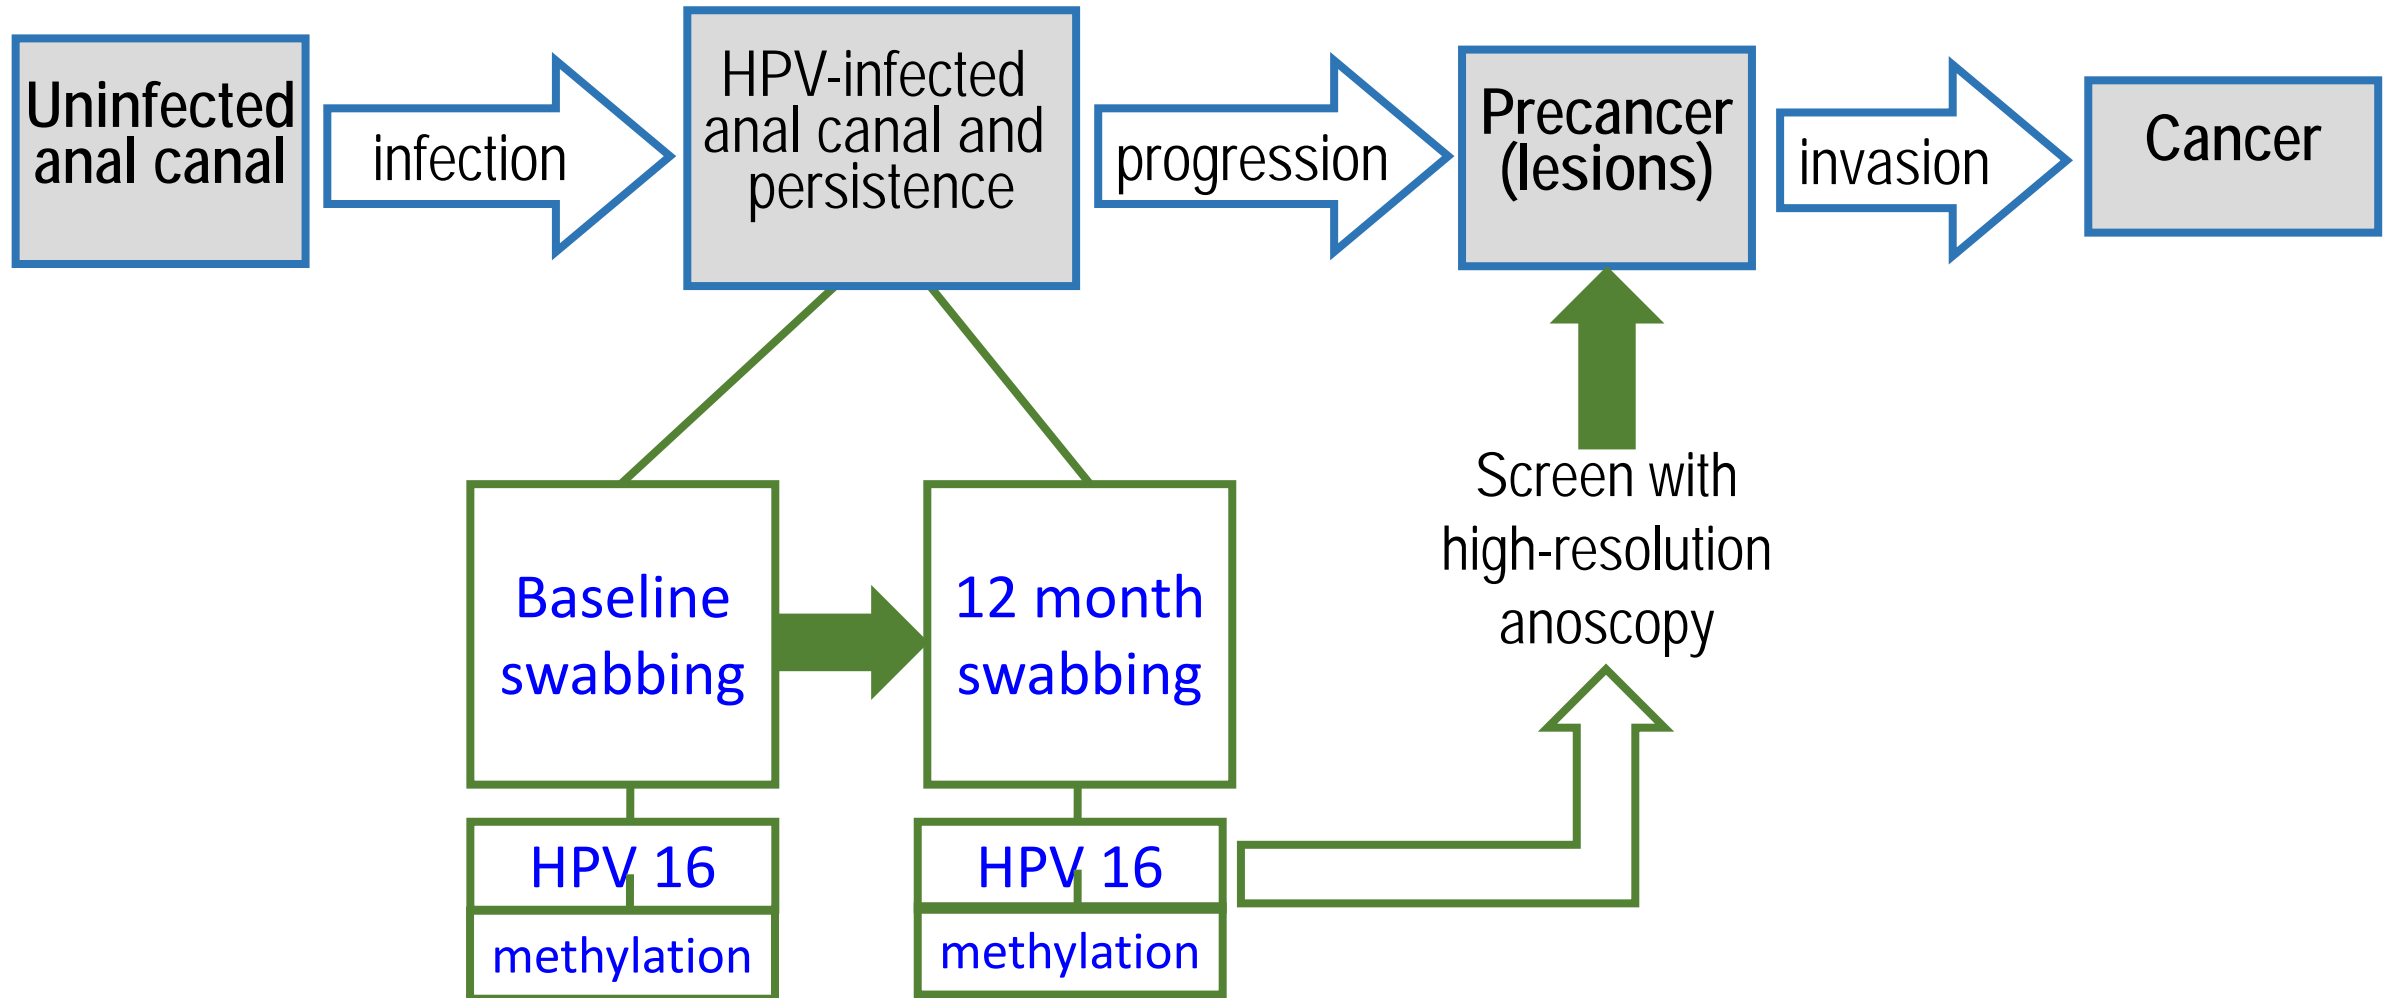 Uninfected
anal canal
infection
HPV-infected
anal canal and
persistence
progression
Precancer
(lesions)
invasion
Cancer
Baseline
swabbing
12 month
swabbing
Screen with
high-resolution
anoscopy
HPV 16
methylation
HPV 16
methylation